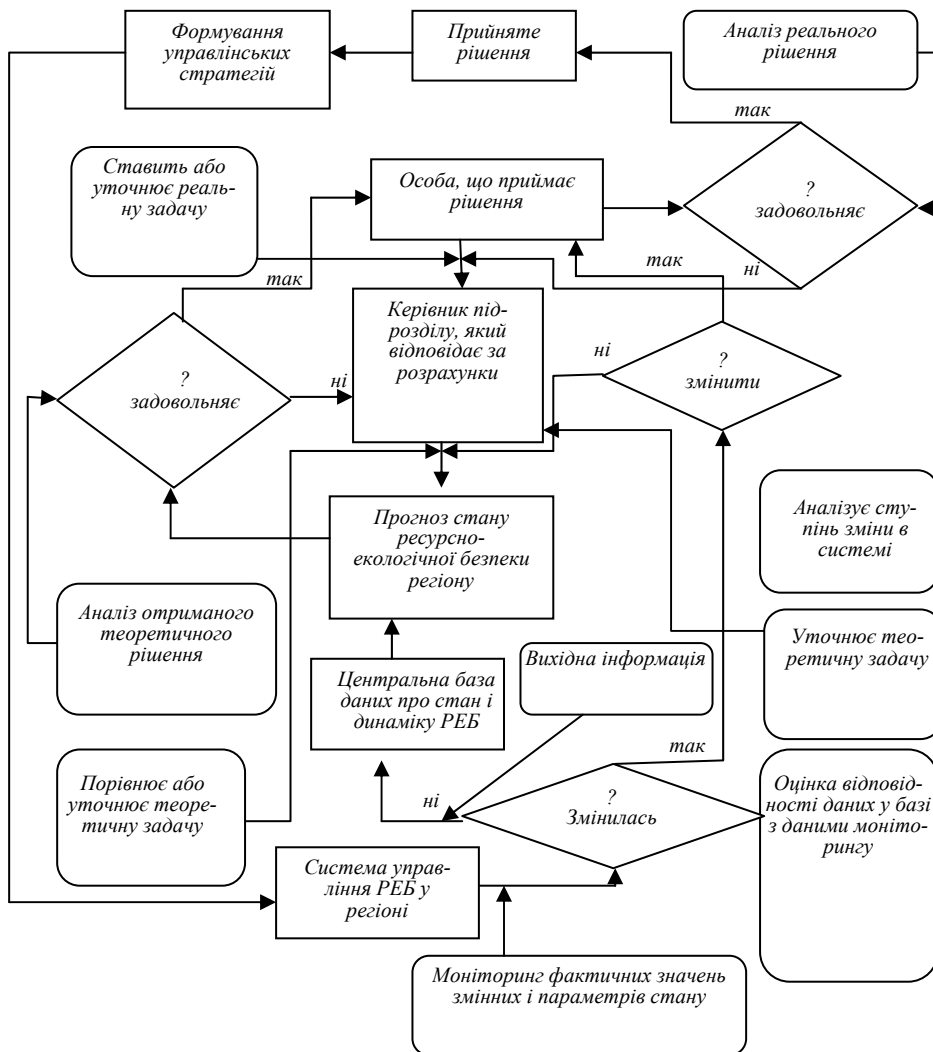 Формування
управлінських
стратегій
Прийняте
рішення
Аналіз реального
рішення
так
Ставить або
уточнює реаль-
ну задачу
Особа, що приймає
рішення
?
задовольняє
так
так
ні
Керівник під-
розділу, який
відповідає за
розрахунки
ні
?
змінити
?
задовольняє
ні
Прогноз стану
ресурсно-
екологічної безпеки
регіону
Аналізує сту-
пінь зміни в
системі
Аналіз отриманого
теоретичного
рішення
Уточнює тео-
ретичну задачу
Вихідна інформація
Центральна база
даних про стан і
динаміку РЕБ
так
Порівнює або
уточнює теоре-
тичну задачу
ні
?
Змінилась
Оцінка відповід-
ності даних у базі
з даними моніто-
рингу
Система управ-
ління РЕБ у
регіоні
Моніторинг фактичних значень
змінних і параметрів стану